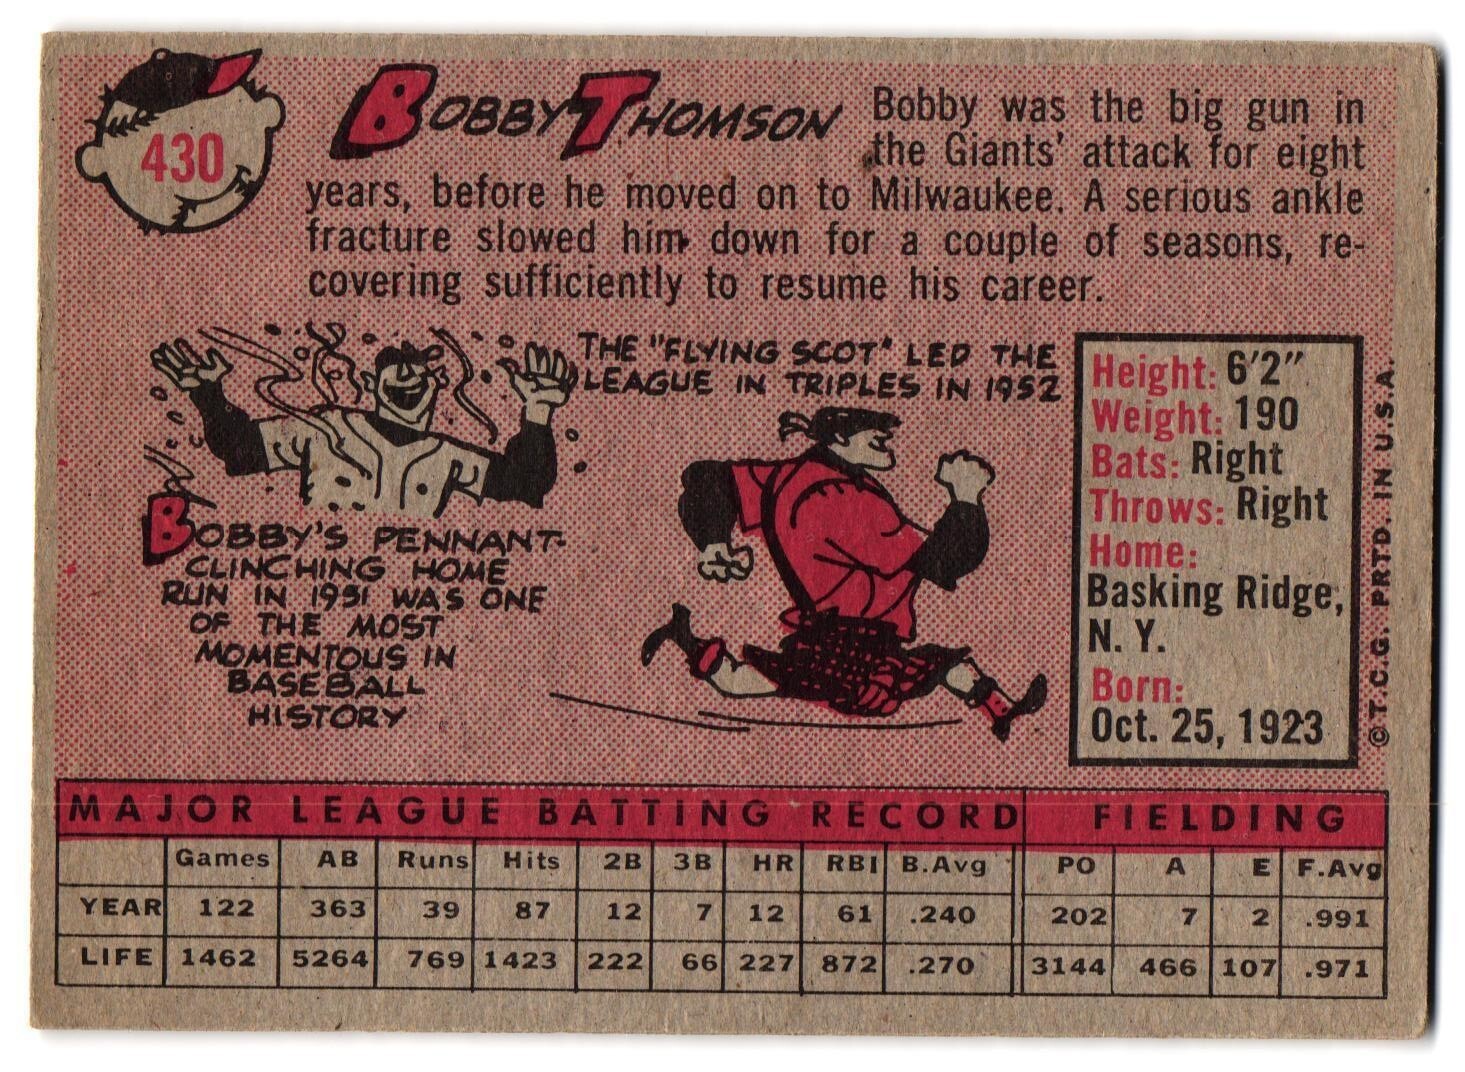 430
BOBBY THOMSON
Bobby was the big gun in
the Giants' attack for eight
years, before he moved on to Milwaukee. A serious ankle
fracture slowed him down for a couple of seasons, re-
covering sufficiently to resume his career.
THE "FLYING SCOT" LED THE
LEAGUE IN TRIPLES IN 1952
BOBBY'S PENNANT-
CLINCHING HOME
RUN IN 1951 WAS ONE
OF THE MOST
MOMENTOUS IN
BASEBALL
HISTORY
Height: 6'2"
Weight: 190
Bats: Right
Throws: Right
Home:
Basking Ridge,
N. Y.
Born:
Oct. 25, 1923
© T.C.G. PRTD. IN U.S.A.
MAJOR LEAGUE BATTING RECORD FIELDING
Games AB Runs Hits 2B 3B HR RBI B.Avg PO A E F.Avg
YEAR 122 363 39 87 12 7 12 61 .240 202 7 2 .991
LIFE 1462 5264 769 1423 222 66 227 872 .270 3144 466 107 .971